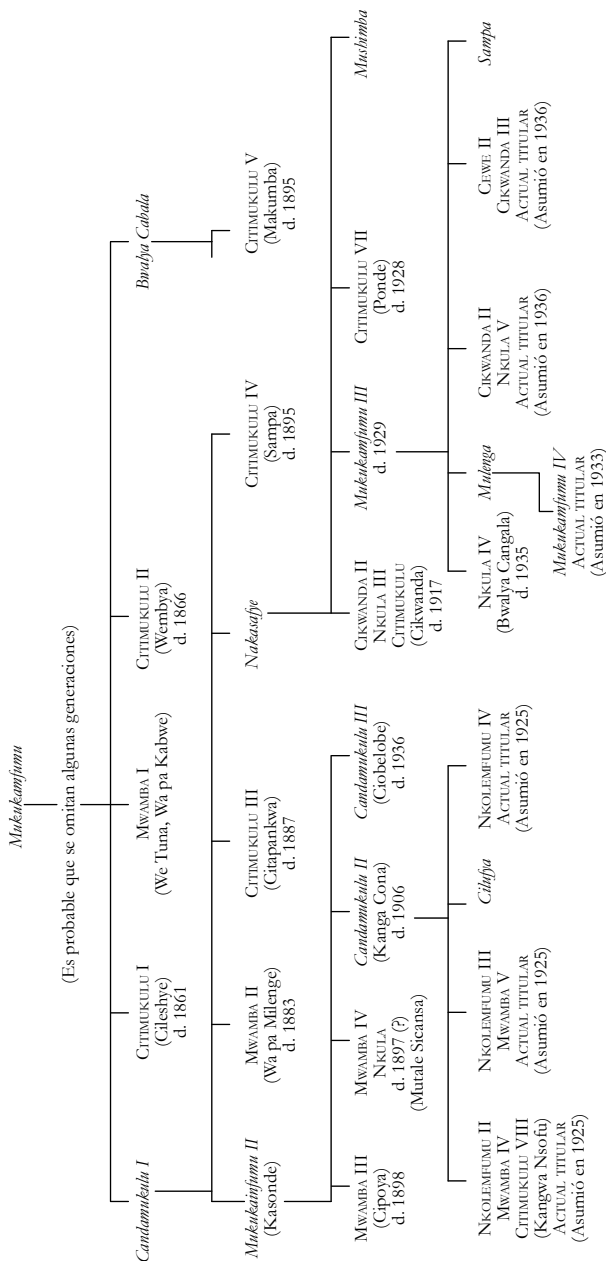 Mukukamfumu
(Es probable que se omitan algunas generaciones)
Candamukulu I
CITIMUKULU I
(Cileshye)
d. 1861
MWAMBA I
(We Tuna, Wa pa Kabwe)
CITIMUKULU II
(Wembya)
d. 1866
Bwalya Cabala
Mukukainfumu II
(Kasonde)
MWAMBA II
(Wa pa Milenge)
d. 1883
CITIMUKULU III
(Citapankwa)
d. 1887
Nakasafye
CITIMUKULU IV
(Sampa)
d. 1895
CITIMUKULU V
(Makumba)
d. 1895
MWAMBA III
(Cipoya)
d. 1898
MWAMBA IV
NKULA
d. 1897 (?)
(Mutale Sicansa)
Candamukulu II
(Kanga Cona)
d. 1906
Candamukulu III
(Ciobelobe)
d. 1936
CIKWANDA II
NKULA III
CITIMUKULU
(Cikwanda)
d. 1917
Mukukamfumu III
d. 1929
CITIMUKULU VII
(Ponde)
d. 1928
Mushimba
NKOLEMFUMU II
MWAMBA IV
CITIMUKULU VIII
(Kangwa Nsofu)
ACTUAL TITULAR
(Asumió en 1925)
NKOLEMFUMU III
MWAMBA V
ACTUAL TITULAR
(Asumió en 1925)
Cilufya
NKOLEMFUMU IV
ACTUAL TITULAR
(Asumió en 1925)
NKULA IV
(Bwalya Cangala)
d. 1935
Mulenga
CIKWANDA II
NKULA V
ACTUAL TITULAR
(Asumió en 1936)
CEWE II
CIKWANDA III
ACTUAL TITULAR
(Asumió en 1936)
Sampa
Mukukamfumu IV
ACTUAL TITULAR
(Asumió en 1933)